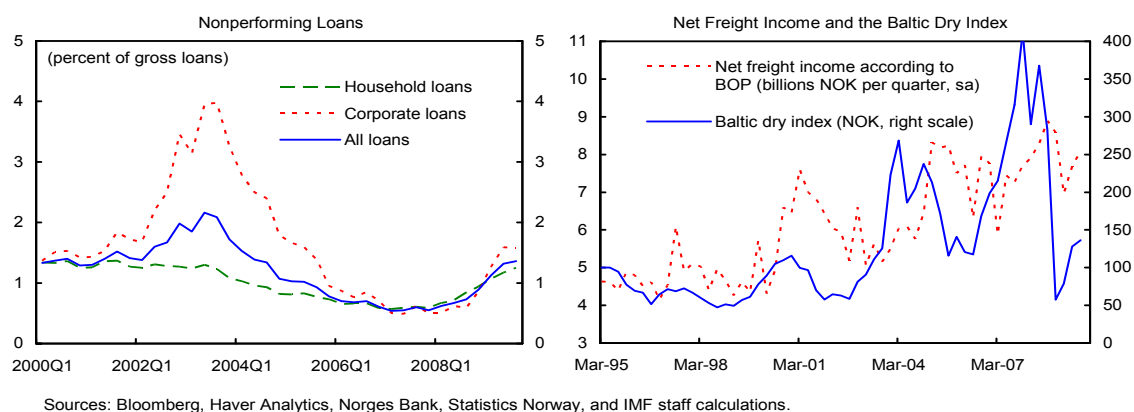 Nonperforming Loans
5
4
3
2
1
0
(percent of gross loans)
Household loans
Corporate loans
All loans
5
4
3
2
1
0
2000Q1 2002Q1 2004Q1 2006Q1 2008Q1
Net Freight Income and the Baltic Dry Index
11
10
9
8
7
6
5
4
3
Net freight income according to
BOP (billions NOK per quarter, sa)
Baltic dry index (NOK, right scale)
400
350
300
250
200
150
100
50
0
Mar-95 Mar-98 Mar-01 Mar-04 Mar-07
Sources: Bloomberg, Haver Analytics, Norges Bank, Statistics Norway, and IMF staff calculations.